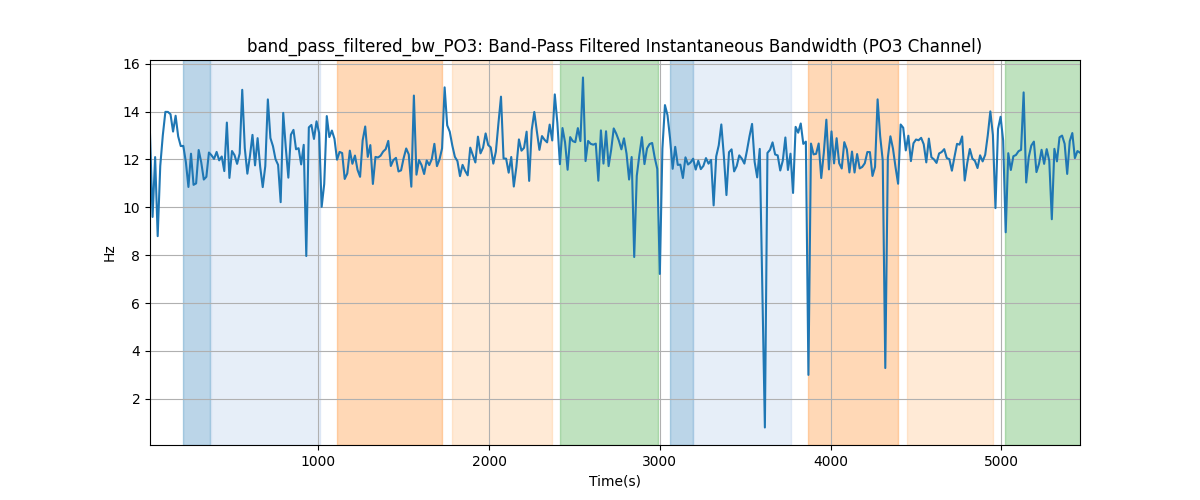 band_pass_filtered_bw_PO3: Band-Pass Filtered Instantaneous Bandwidth (PO3 Channel)
16
14
12
10
8
6
4
2
Hz
1000 2000 3000 4000 5000
Time(s)